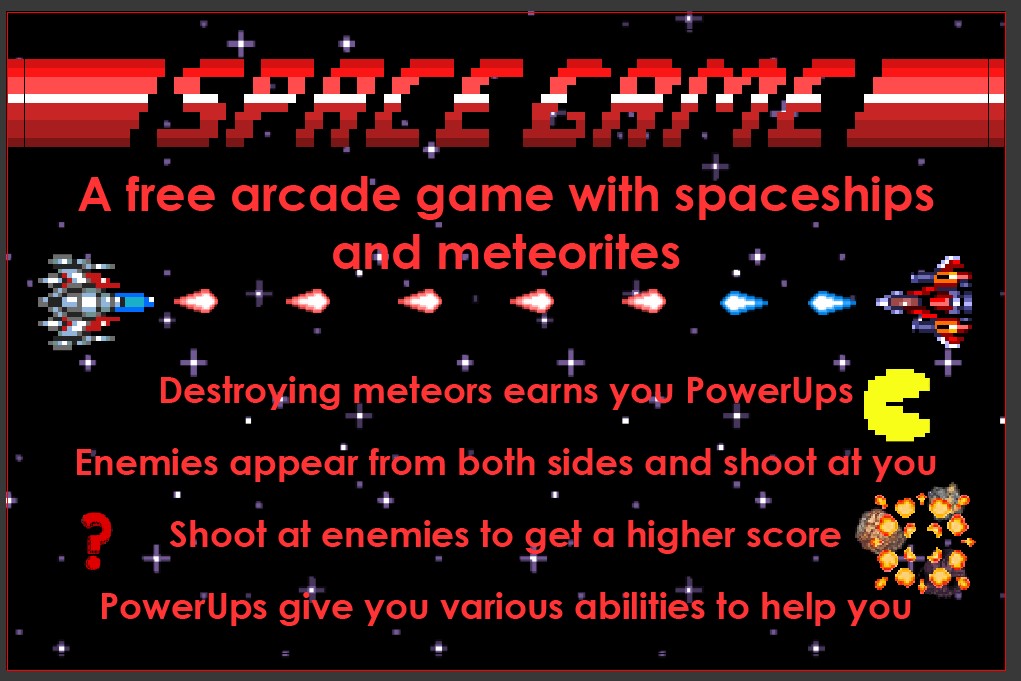 SPACE GAME
A free arcade game with spaceships
and meteorites
Destroying meteors earns you PowerUps
Enemies appear from both sides and shoot at you
?
Shoot at enemies to get a higher score
PowerUps give you various abilities to help you